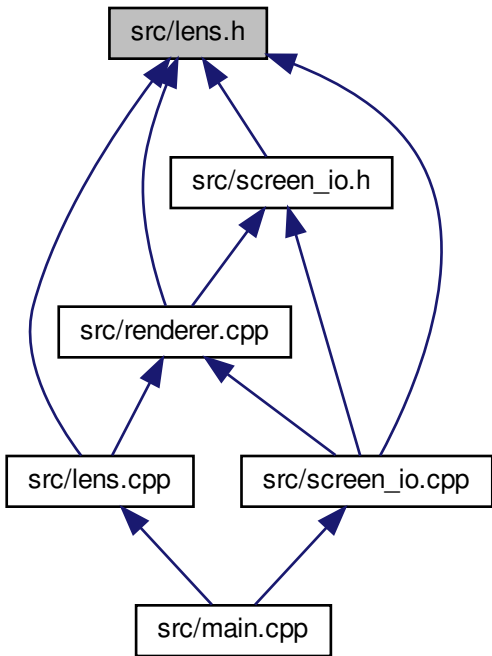 src/lens.h
src/screen_io.h
src/renderer.cpp
src/lens.cpp
src/screen_io.cpp
src/main.cpp